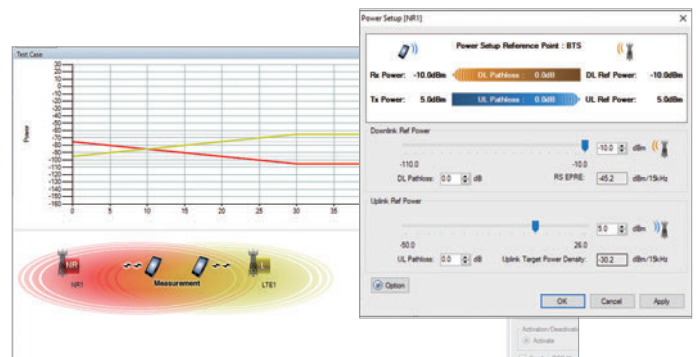 Power Setup [NR1]
Power Setup Reference Point : BTS
Rx Power: -10.0dBm DL Pathloss : 0.0dB DL Ref Power: -10.0dBm
Tx Power: 5.0dBm UL Pathloss : 0.0dB UL Ref Power: 5.0dBm
Downlink Ref Power
-10.0 dBm
-110.0 -10.0
DL Pathloss: 0.0 dB RS EPRE: -45.2 dBm/15kHz
Uplink Ref Power
5.0 dBm
-50.0 26.0
UL Pathloss: 0.0 dB Uplink Target Power Density: -30.2 dBm/15kHz
Option
OK Cancel Apply
Test Case
Power
30
20
10
0
-10
-20
-30
-40
-50
-60
-70
-80
-90
-100
-110
-120
-130
-140
-150
-160
0 5 10 15 20 25 30 35
NR L
NR1 Measurement LTE1
Activation/Deactivati
Activate